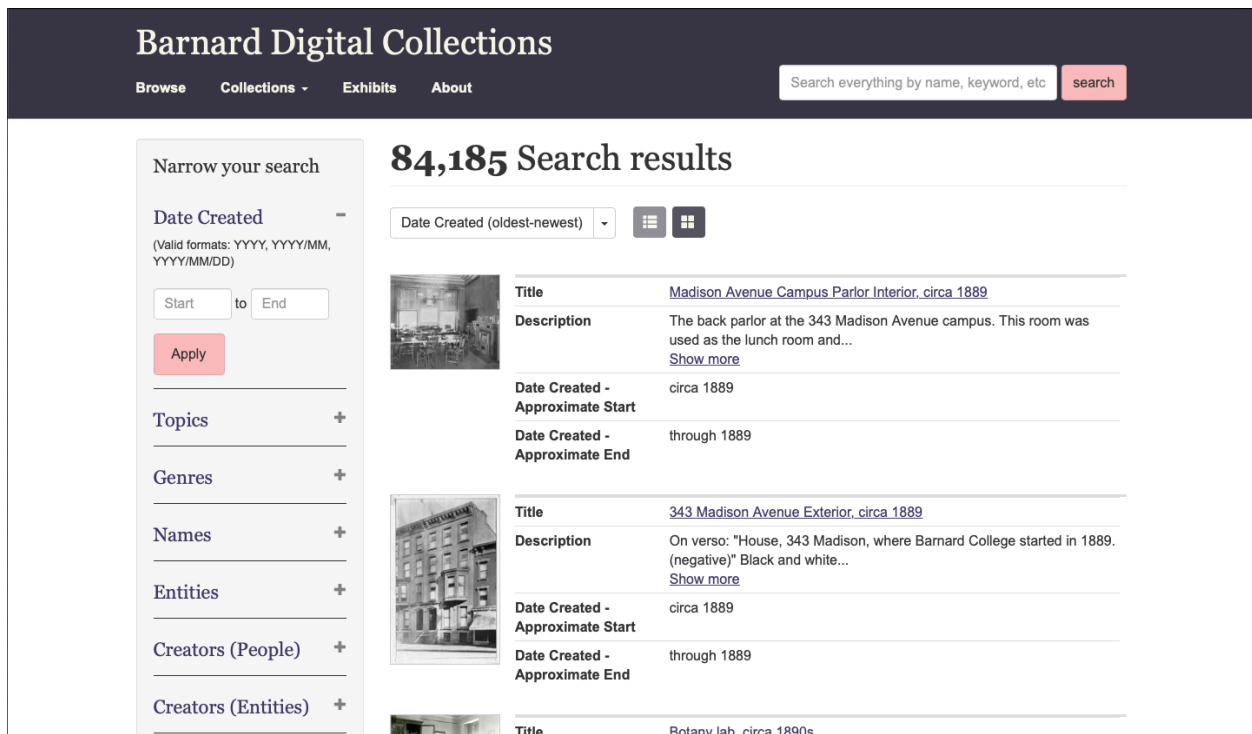 Barnard Digital Collections
Browse Collections Exhibits About
Search everything by name, keyword, etc search
Narrow your search
Date Created
(Valid formats: YYYY, YYYY/MM,
YYYY/MM/DD)
Start to End
Apply
Topics
Genres
Names
Entities
Creators (People)
Creators (Entities)
84,185 Search results
Date Created (oldest-newest)
Title Madison Avenue Campus Parlor Interior, circa 1889
Description The back parlor at the 343 Madison Avenue campus. This room was
used as the lunch room and...
Show more
Date Created - circa 1889
Approximate Start
Date Created - through 1889
Approximate End
Title 343 Madison Avenue Exterior, circa 1889
Description On verso: "House, 343 Madison, where Barnard College started in 1889.
(negative)" Black and white...
Show more
Date Created - circa 1889
Approximate Start
Date Created - through 1889
Approximate End
Title Botany lab, circa 1890s